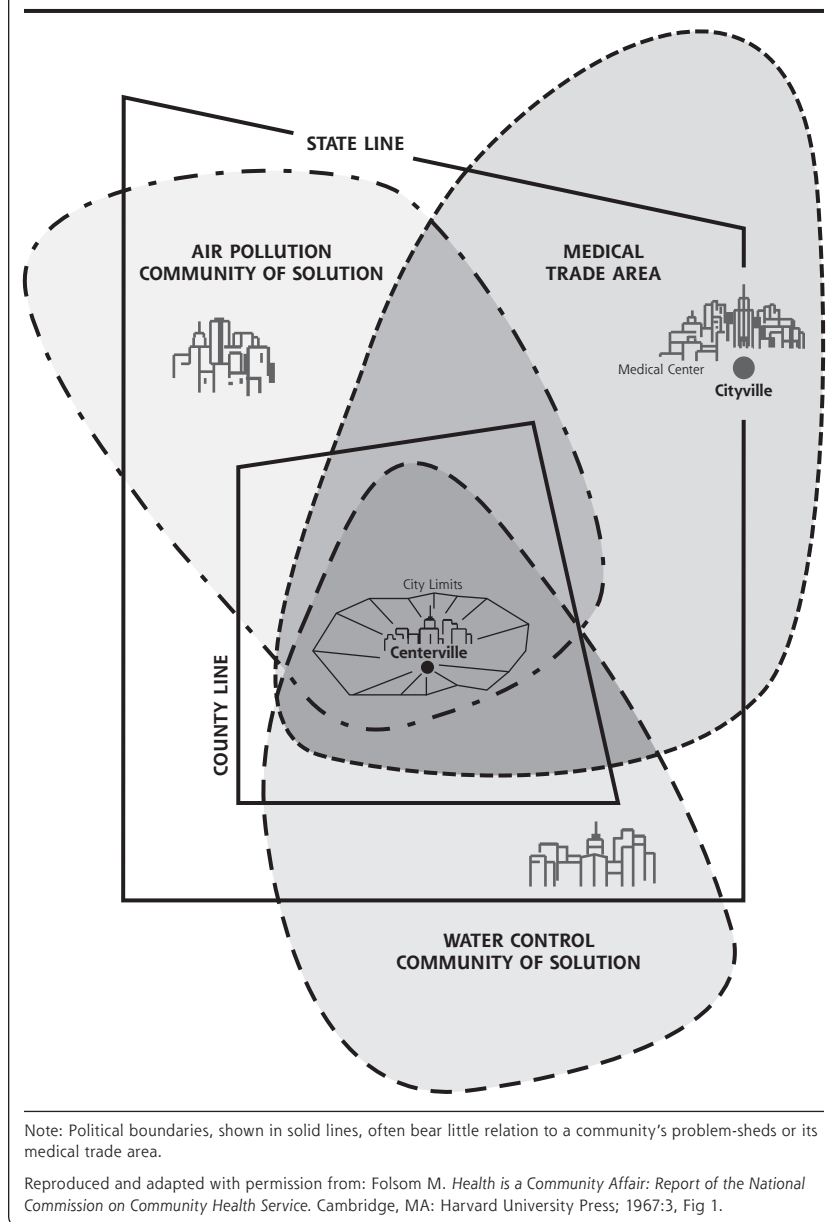 STATE LINE
AIR POLLUTION
COMMUNITY OF SOLUTION
MEDICAL
TRADE AREA
Medical Center
Cityville
City Limits
Centerville
COUNTY LINE
WATER CONTROL
COMMUNITY OF SOLUTION
Note: Political boundaries, shown in solid lines, often bear little relation to a community’s problem-sheds or its
medical trade area.
Reproduced and adapted with permission from: Folsom M. Health is a Community Affair: Report of the National
Commission on Community Health Service. Cambridge, MA: Harvard University Press; 1967:3, Fig 1.